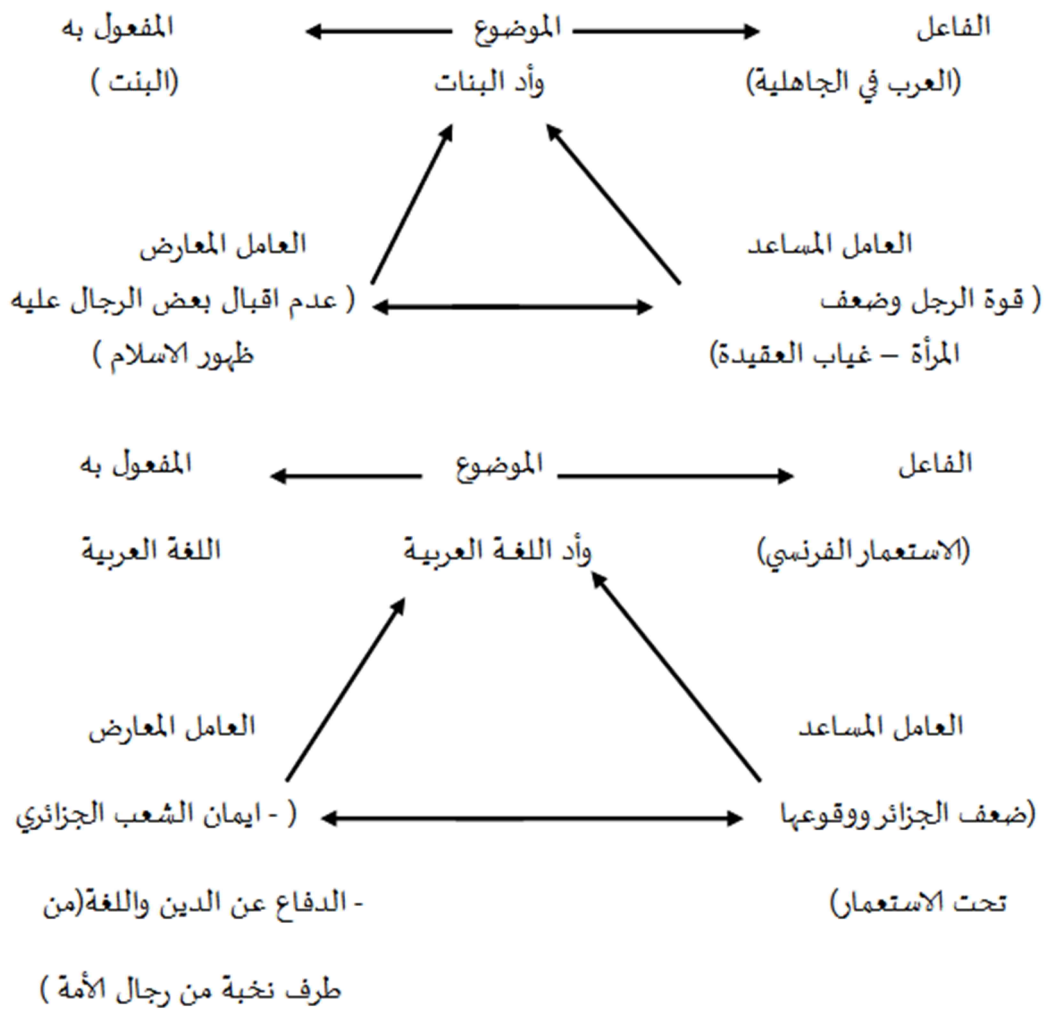 الفاعل الموضوع المفعول به
(العرب في الجاهلية) وأد البنات (البنت )
العامل المساعد العامل المعارض
( قوة الرجل وضعف ( عدم اقبال بعض الرجال عليه
المرأة – غياب العقيدة) ظهور الاسلام )
الفاعل الموضوع المفعول به
(الاستعمار الفرنسي) وأد اللغة العربية اللغة العربية
العامل المساعد العامل المعارض
(ضعف الجزائر ووقوعها ( - ايمان الشعب الجزائري
تحت الاستعمار) - الدفاع عن الدين واللغة(من
طرف نخبة من رجال الأمة )